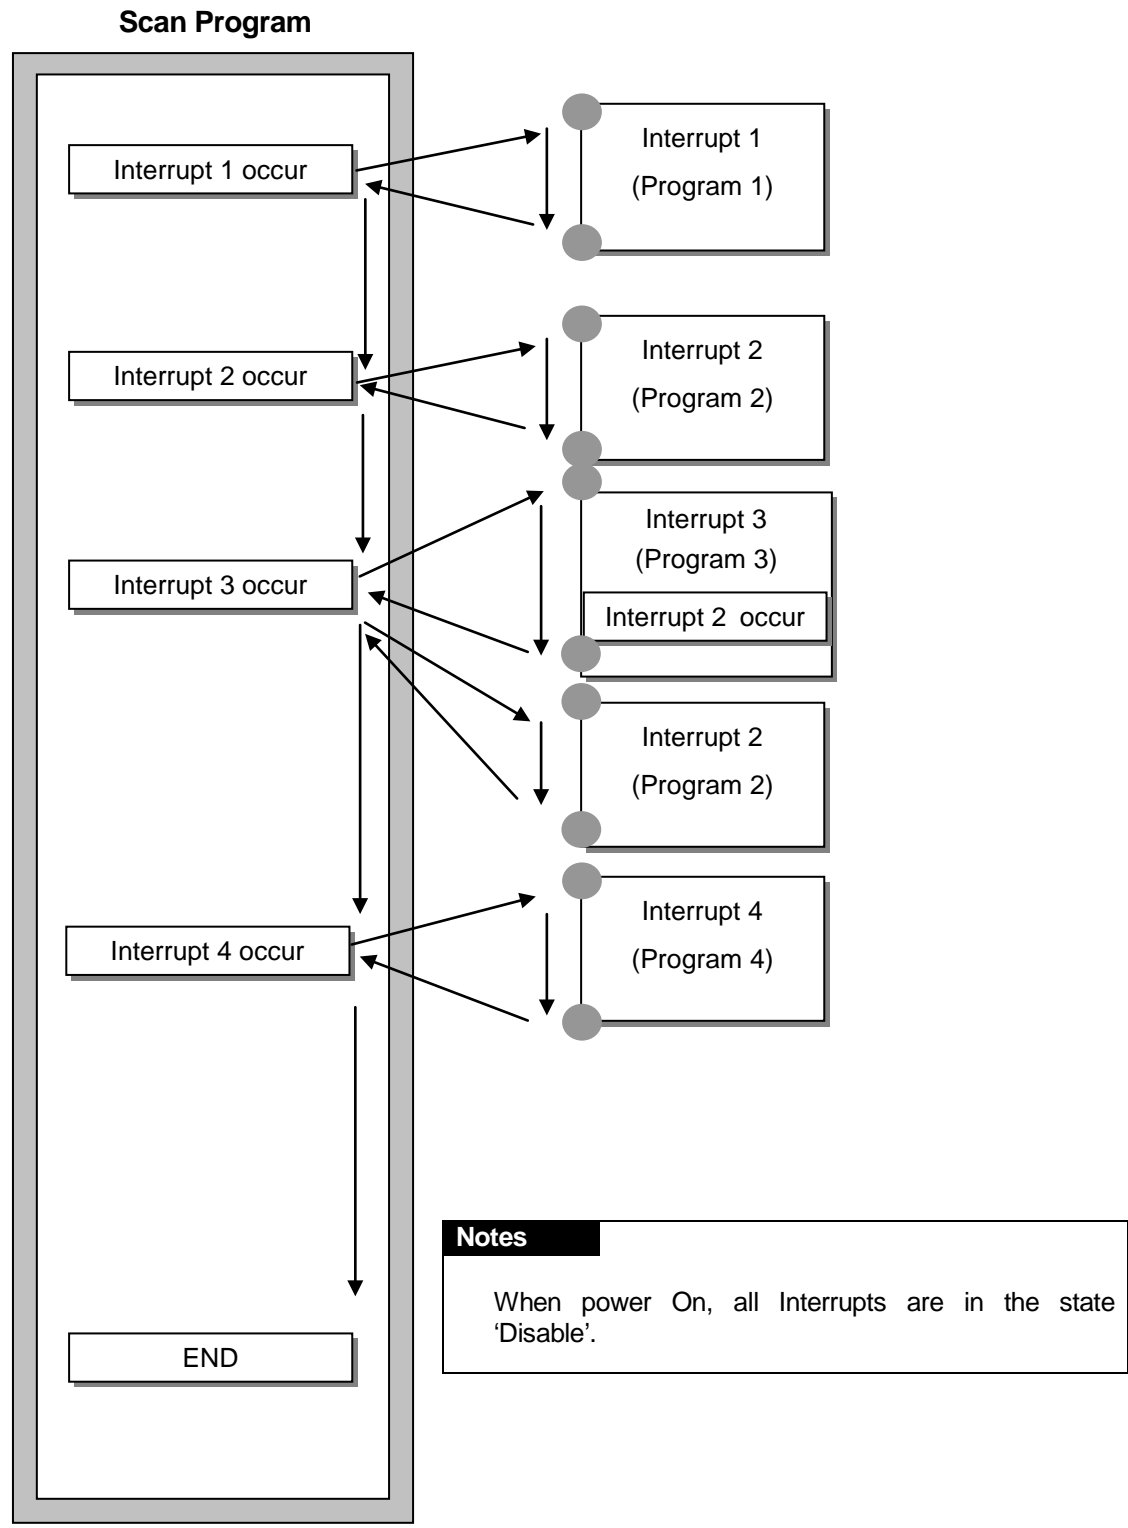 Scan Program
Interrupt 1 occur
Interrupt 1
(Program 1)
Interrupt 2 occur
Interrupt 2
(Program 2)
Interrupt 3 occur
Interrupt 3
(Program 3)
Interrupt 2 occur
Interrupt 2
(Program 2)
Interrupt 4 occur
Interrupt 4
(Program 4)
END
Notes
When power On, all Interrupts are in the state
‘Disable’.